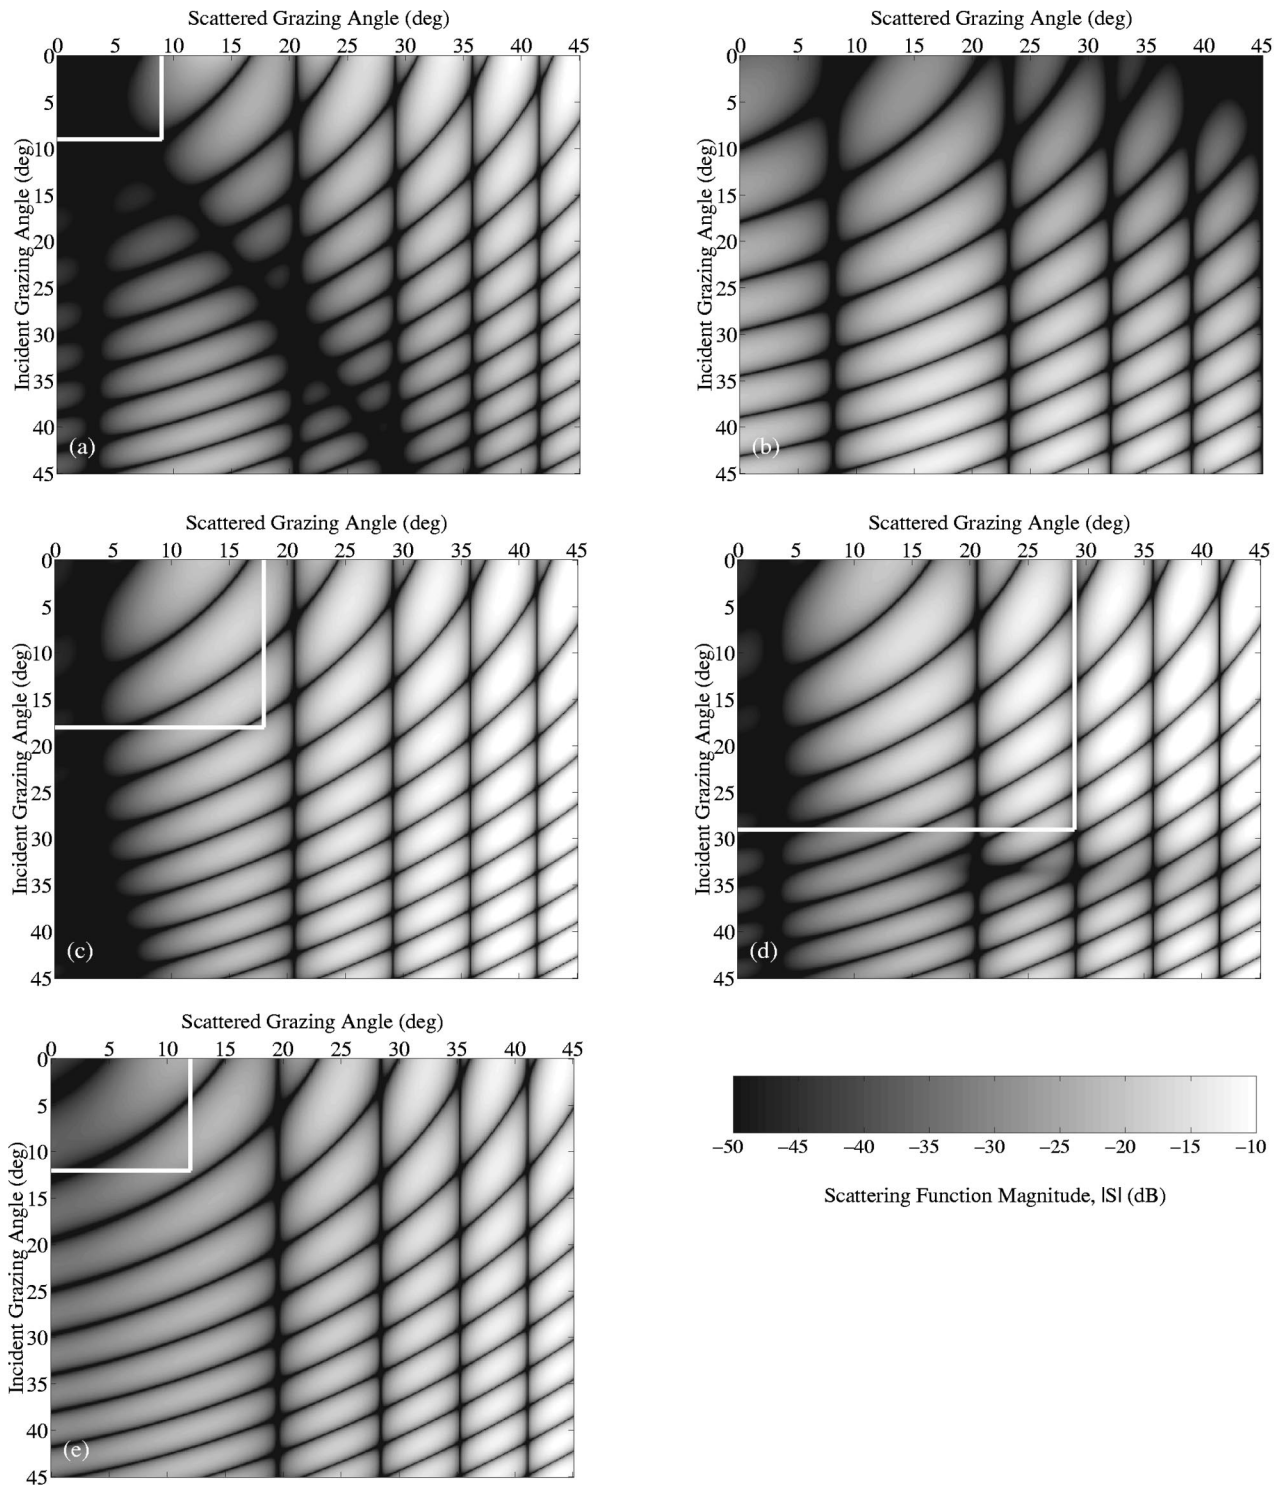 Scattered Grazing Angle (deg)
0 5 10 15 20 25 30 35 40 45
Incident Grazing Angle (deg)
0
5
10
15
20
25
30
35
40
45
(a)
Scattered Grazing Angle (deg)
0 5 10 15 20 25 30 35 40 45
Incident Grazing Angle (deg)
0
5
10
15
20
25
30
35
40
45
(b)
Scattered Grazing Angle (deg)
0 5 10 15 20 25 30 35 40 45
Incident Grazing Angle (deg)
0
5
10
15
20
25
30
35
40
45
(c)
Scattered Grazing Angle (deg)
0 5 10 15 20 25 30 35 40 45
Incident Grazing Angle (deg)
0
5
10
15
20
25
30
35
40
45
(d)
Scattered Grazing Angle (deg)
0 5 10 15 20 25 30 35 40 45
Incident Grazing Angle (deg)
0
5
10
15
20
25
30
35
40
45
(e)
−50 −45 −40 −35 −30 −25 −20 −15 −10
Scattering Function Magnitude, |S| (dB)